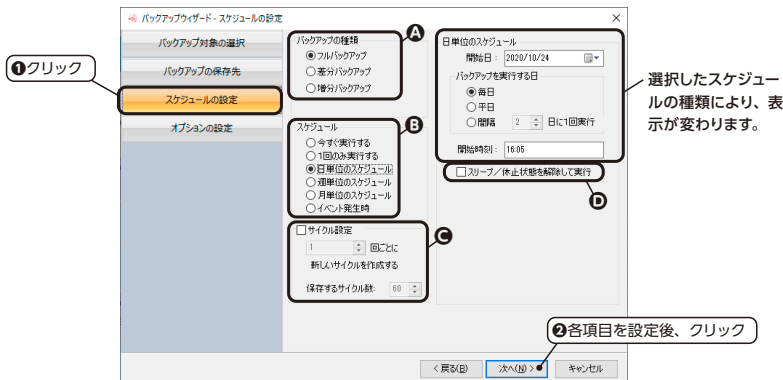 バックアップウィザード - スケジュールの設定
❶クリック
バックアップ対象の選択
バックアップの保存先
スケジュールの設定
オプションの設定
A
バックアップの種類
フルバックアップ
差分バックアップ
増分バックアップ
B
スケジュール
今すぐ実行する
1回のみ実行する
日単位のスケジュール
週単位のスケジュール
月単位のスケジュール
イベント発生時
C
サイクル設定
1 回ごとに
新しいサイクルを作成する
保存するサイクル数: 60
日単位のスケジュール
開始日: 2020/10/24
バックアップを実行する日
毎日
平日
間隔 2 日に1回実行
開始時刻: 16:05
スリープ/休止状態を解除して実行
D
選択したスケジュー
ルの種類により、表
示が変わります。
❷各項目を設定後、クリック
< 戻る(B)
次へ(N) >
キャンセル